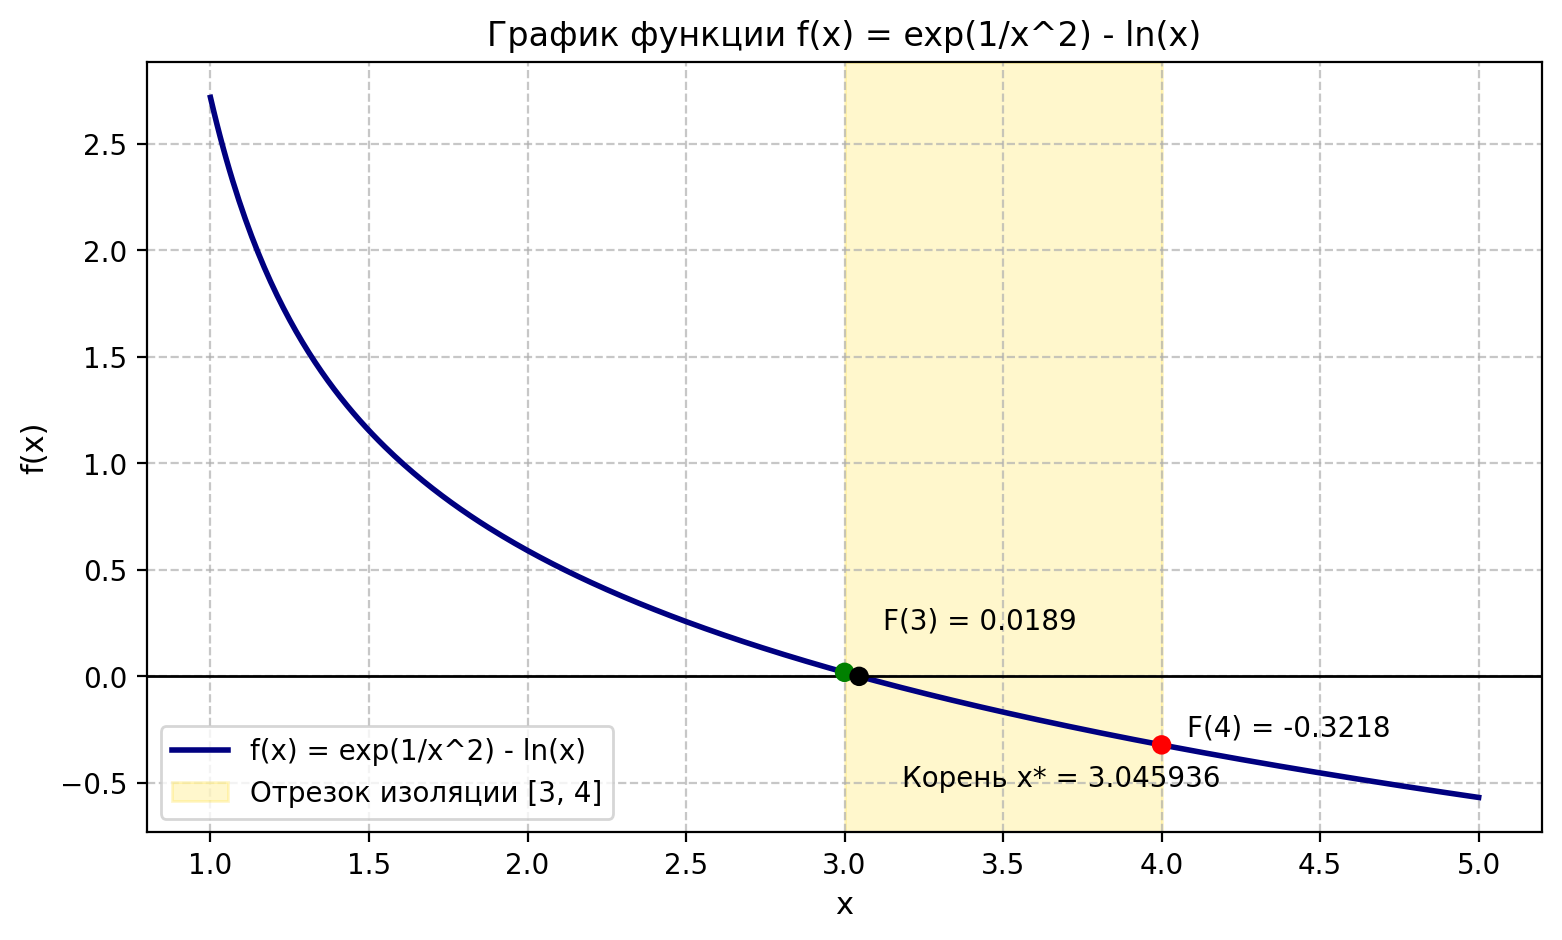 График функции f(x) = exp(1/x^2) - ln(x)
f(x)
2.5
2.0
1.5
1.0
0.5
0.0
−0.5
F(3) = 0.0189
F(4) = -0.3218
Корень x* = 3.045936
f(x) = exp(1/x^2) - ln(x)
Отрезок изоляции [3, 4]
1.0 1.5 2.0 2.5 3.0 3.5 4.0 4.5 5.0
x